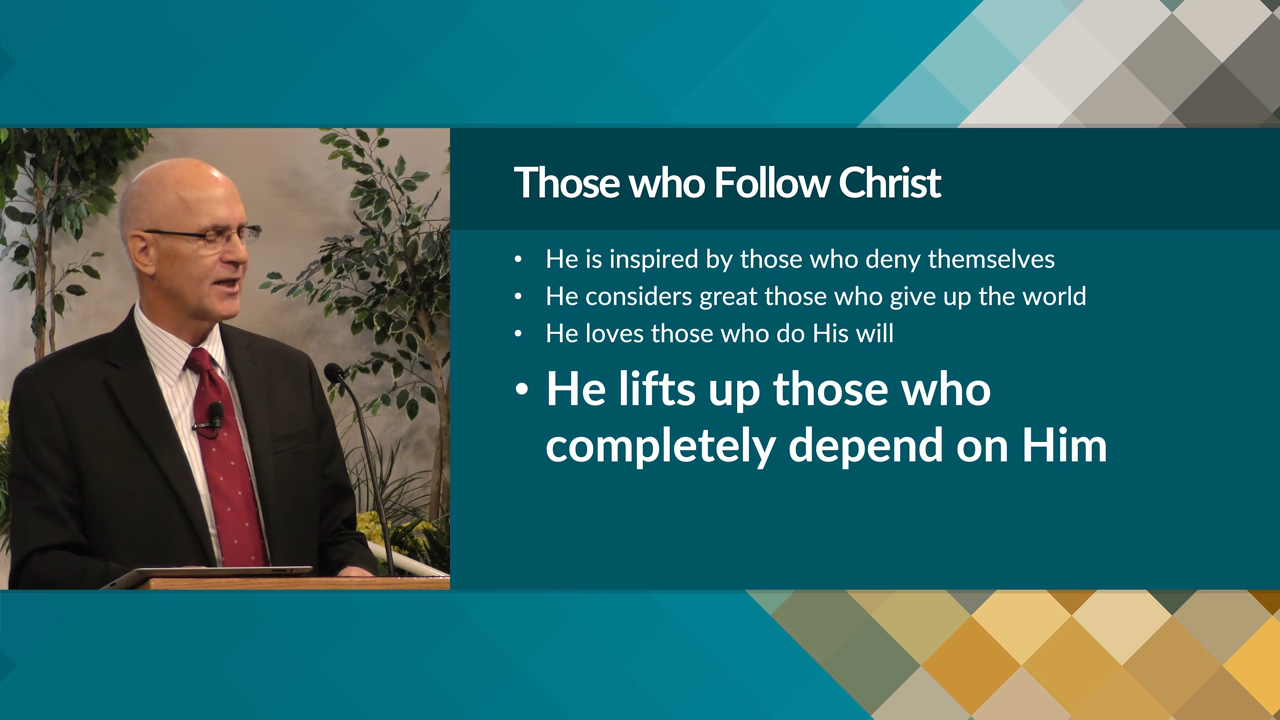 Those who Follow Christ
• He is inspired by those who deny themselves
• He considers great those who give up the world
• He loves those who do His will
• He lifts up those who
completely depend on Him